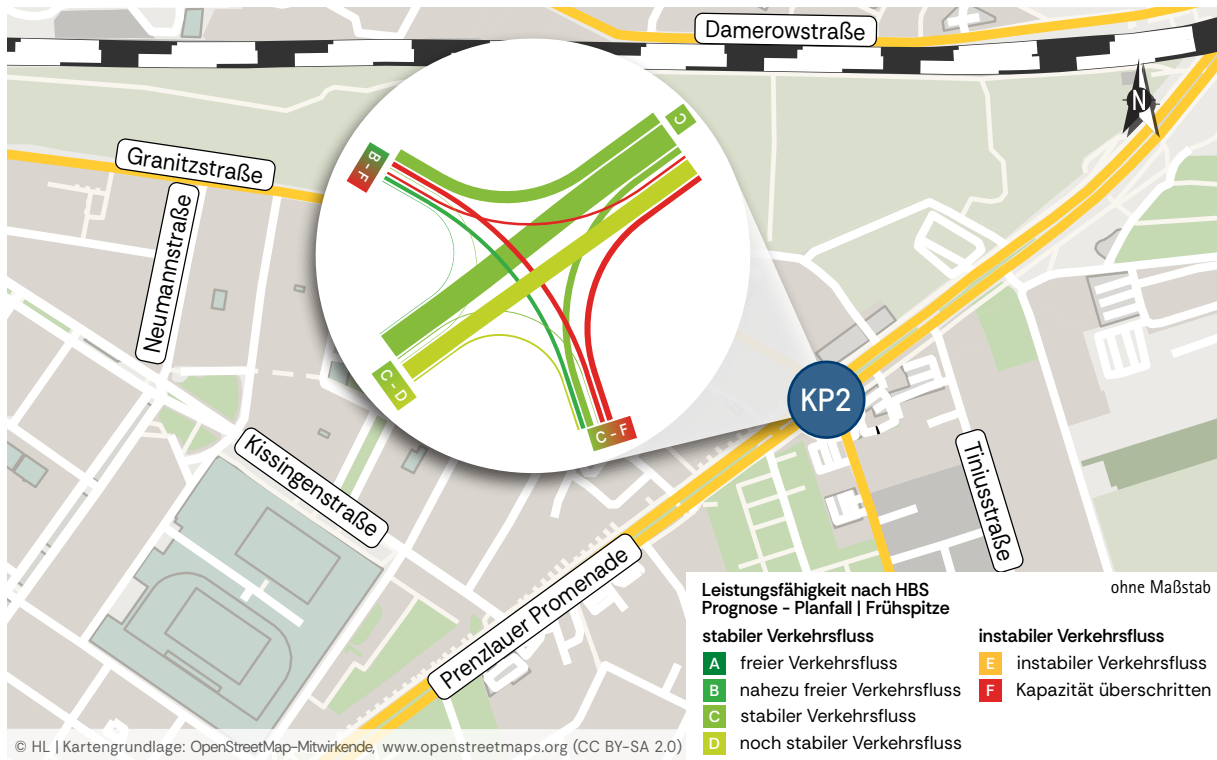 Damerowstraße
N
C
B - F
Granitzstraße
Neumannstraße
C - D
KP2
C - F
Kissingenstraße
Tiniusstraße
Prenzlauer Promenade
Leistungsfähigkeit nach HBS
Prognose - Planfall | Frühspitze
ohne Maßstab
stabiler Verkehrsfluss
A freier Verkehrsfluss
B nahezu freier Verkehrsfluss
C stabiler Verkehrsfluss
D noch stabiler Verkehrsfluss
instabiler Verkehrsfluss
E instabiler Verkehrsfluss
F Kapazität überschritten
© HL | Kartengrundlage: OpenStreetMap-Mitwirkende, www.openstreetmaps.org (CC BY-SA 2.0)